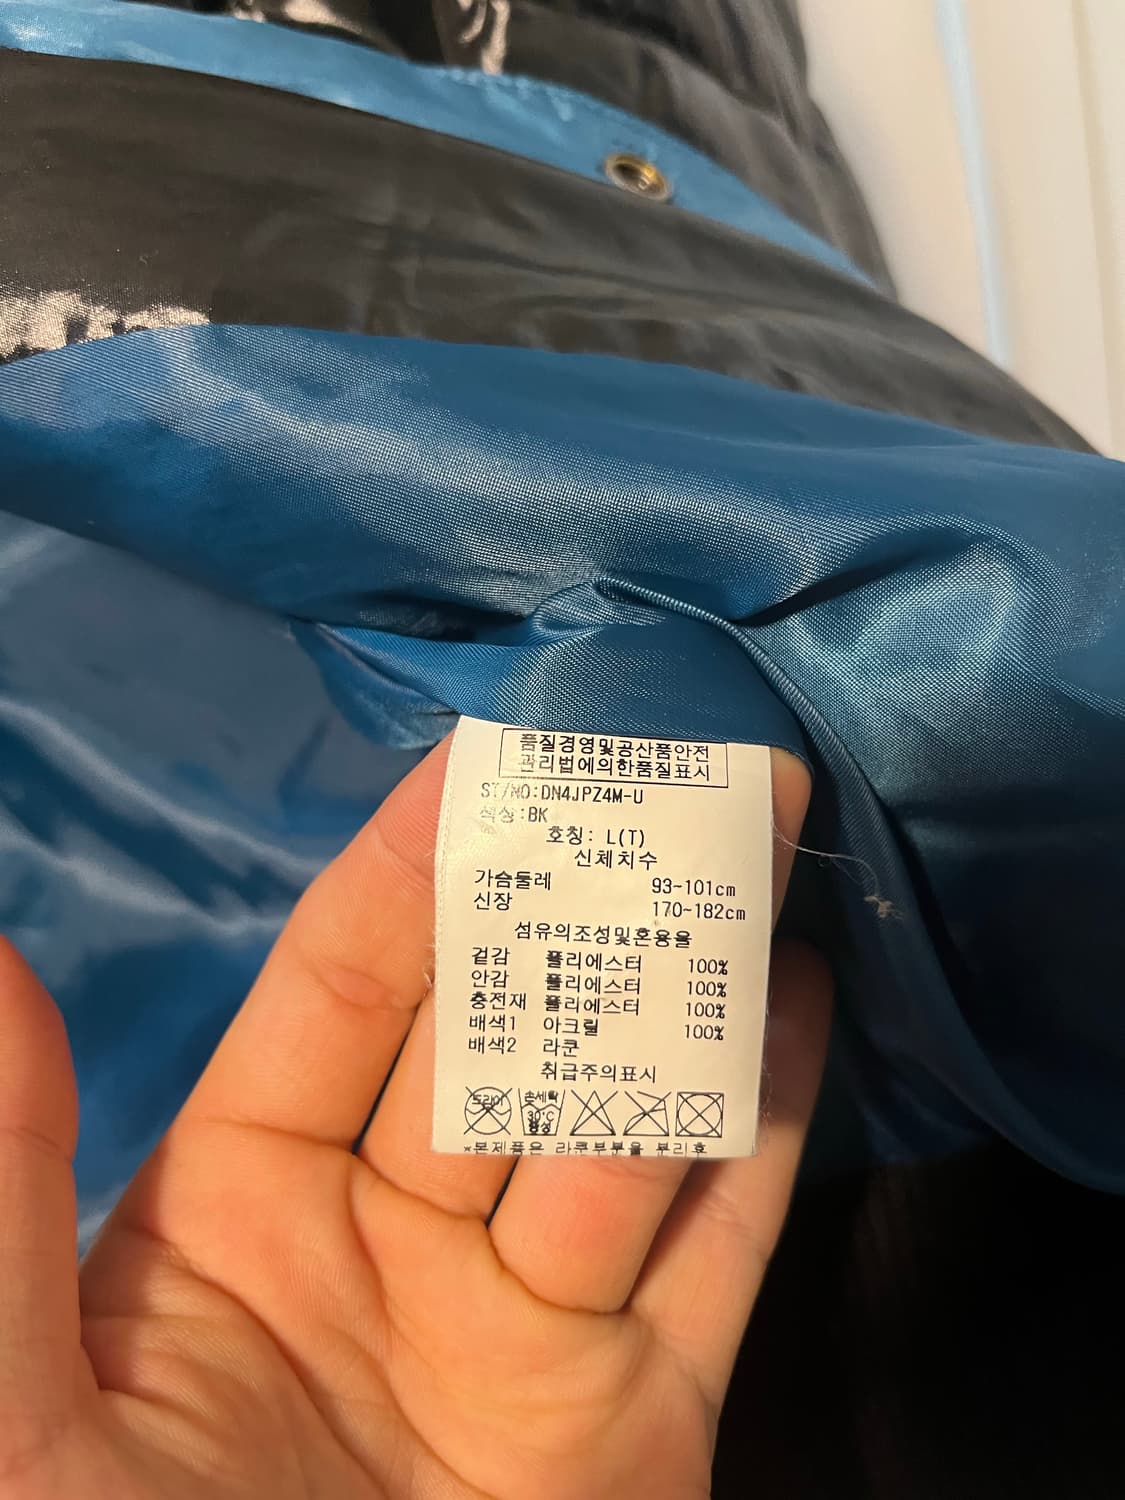 품질경영및공산품안전
관리법에의한품질표시
ST/NO:DN4JPZ4M-U
색상:BK
호칭: L(T)
신체치수
가슴둘레 93~101cm
신장 170~182cm
섬유의조성및혼용율
겉감 폴리에스터 100%
안감 폴리에스터 100%
충전재 폴리에스터 100%
배색1 아크릴 100%
배색2 라쿤
취급주의표시
드라이
손세탁
30°C
중성
*본제품은 라쿤부분을 분리후